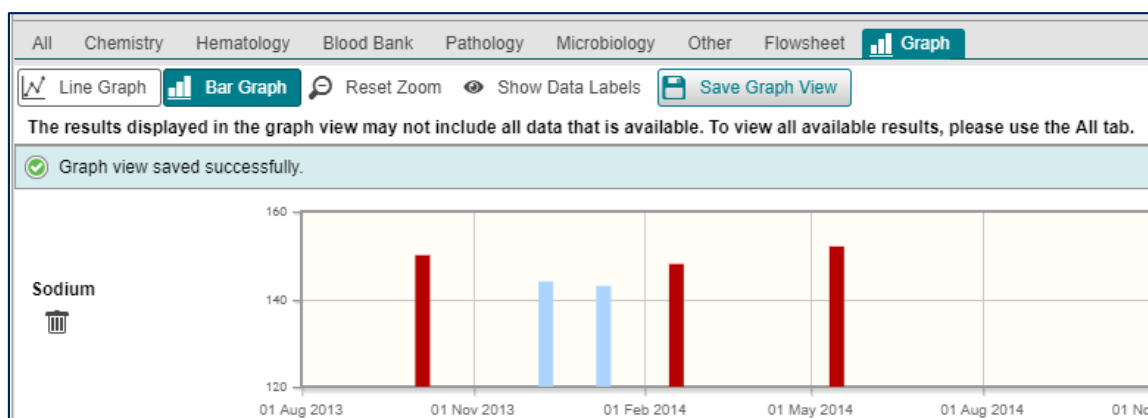 All Chemistry Hematology Blood Bank Pathology Microbiology Other Flowsheet Graph
Line Graph Bar Graph Reset Zoom Show Data Labels Save Graph View
The results displayed in the graph view may not include all data that is available. To view all available results, please use the All tab.
Graph view saved successfully.
160
Sodium
140
120
01 Aug 2013 01 Nov 2013 01 Feb 2014 01 May 2014 01 Aug 2014 01